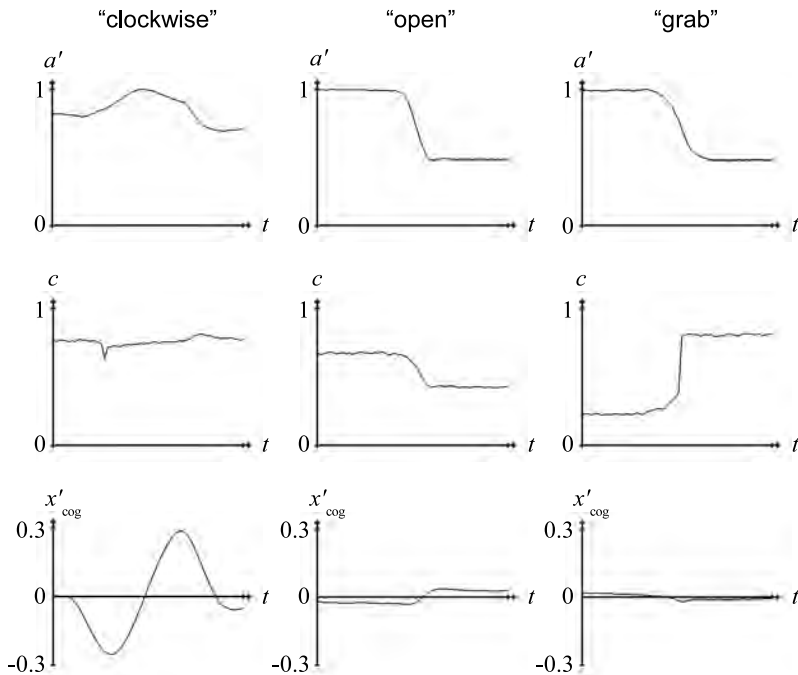 “clockwise” “open” “grab”
a′ a′ a′
1 1 1
0 t 0 t 0 t
c c c
1 1 1
0 t 0 t 0 t
x′cog x′cog x′cog
0.3 0.3 0.3
0 t 0 t 0 t
-0.3 -0.3 -0.3